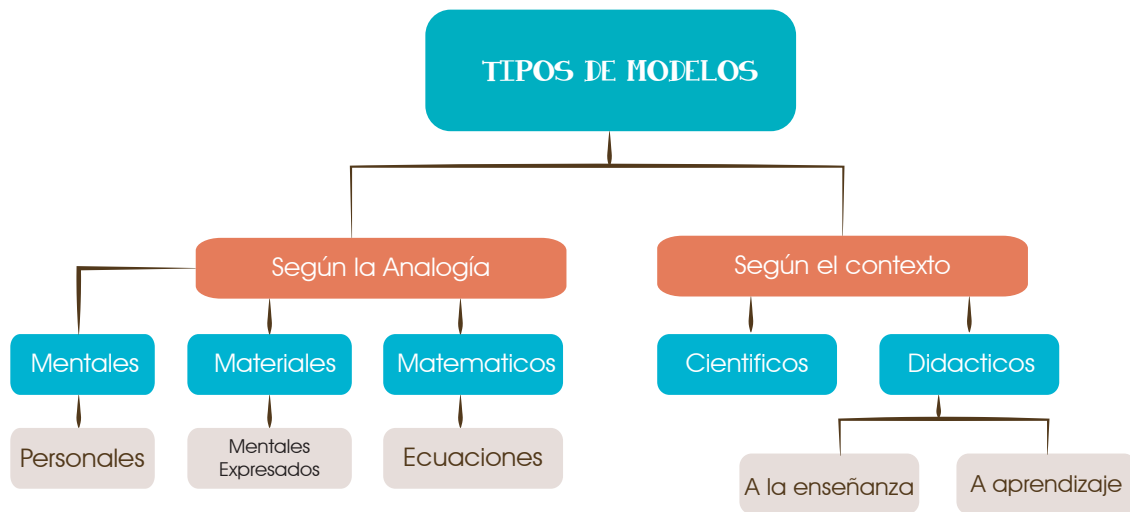 TIPOS DE MODELOS
Según la Analogía
Según el contexto
Mentales
Materiales
Matematicos
Cientificos
Didacticos
Personales
Mentales
Expresados
Ecuaciones
A la enseñanza
A aprendizaje